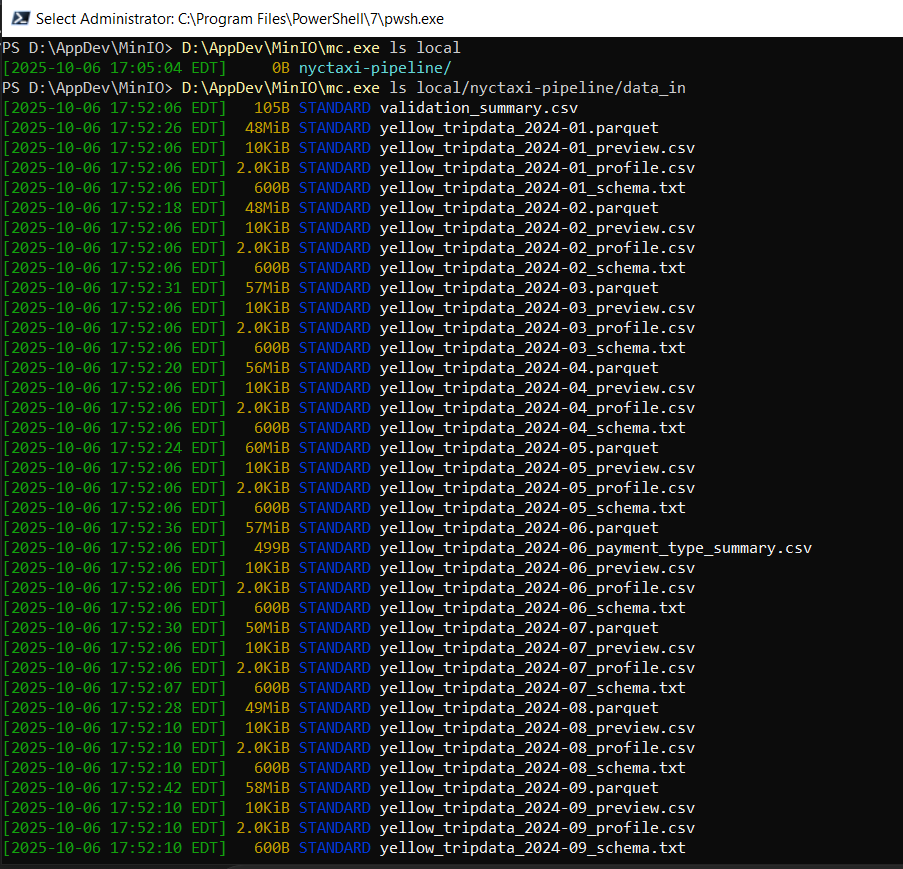 Select Administrator: C:\Program Files\PowerShell\7\pwsh.exe
PS D:\AppDev\MinIO> D:\AppDev\MinIO\mc.exe ls local
[2025-10-06 17:05:04 EDT]     0B nyctaxi-pipeline/
PS D:\AppDev\MinIO> D:\AppDev\MinIO\mc.exe ls local/nyctaxi-pipeline/data_in
[2025-10-06 17:52:06 EDT]   105B STANDARD validation_summary.csv
[2025-10-06 17:52:26 EDT]  48MiB STANDARD yellow_tripdata_2024-01.parquet
[2025-10-06 17:52:06 EDT]  10KiB STANDARD yellow_tripdata_2024-01_preview.csv
[2025-10-06 17:52:06 EDT] 2.0KiB STANDARD yellow_tripdata_2024-01_profile.csv
[2025-10-06 17:52:06 EDT]   600B STANDARD yellow_tripdata_2024-01_schema.txt
[2025-10-06 17:52:18 EDT]  48MiB STANDARD yellow_tripdata_2024-02.parquet
[2025-10-06 17:52:06 EDT]  10KiB STANDARD yellow_tripdata_2024-02_preview.csv
[2025-10-06 17:52:06 EDT] 2.0KiB STANDARD yellow_tripdata_2024-02_profile.csv
[2025-10-06 17:52:06 EDT]   600B STANDARD yellow_tripdata_2024-02_schema.txt
[2025-10-06 17:52:31 EDT]  57MiB STANDARD yellow_tripdata_2024-03.parquet
[2025-10-06 17:52:06 EDT]  10KiB STANDARD yellow_tripdata_2024-03_preview.csv
[2025-10-06 17:52:06 EDT] 2.0KiB STANDARD yellow_tripdata_2024-03_profile.csv
[2025-10-06 17:52:06 EDT]   600B STANDARD yellow_tripdata_2024-03_schema.txt
[2025-10-06 17:52:20 EDT]  56MiB STANDARD yellow_tripdata_2024-04.parquet
[2025-10-06 17:52:06 EDT]  10KiB STANDARD yellow_tripdata_2024-04_preview.csv
[2025-10-06 17:52:06 EDT] 2.0KiB STANDARD yellow_tripdata_2024-04_profile.csv
[2025-10-06 17:52:06 EDT]   600B STANDARD yellow_tripdata_2024-04_schema.txt
[2025-10-06 17:52:24 EDT]  60MiB STANDARD yellow_tripdata_2024-05.parquet
[2025-10-06 17:52:06 EDT]  10KiB STANDARD yellow_tripdata_2024-05_preview.csv
[2025-10-06 17:52:06 EDT] 2.0KiB STANDARD yellow_tripdata_2024-05_profile.csv
[2025-10-06 17:52:06 EDT]   600B STANDARD yellow_tripdata_2024-05_schema.txt
[2025-10-06 17:52:36 EDT]  57MiB STANDARD yellow_tripdata_2024-06.parquet
[2025-10-06 17:52:06 EDT]   499B STANDARD yellow_tripdata_2024-06_payment_type_summary.csv
[2025-10-06 17:52:06 EDT]  10KiB STANDARD yellow_tripdata_2024-06_preview.csv
[2025-10-06 17:52:06 EDT] 2.0KiB STANDARD yellow_tripdata_2024-06_profile.csv
[2025-10-06 17:52:06 EDT]   600B STANDARD yellow_tripdata_2024-06_schema.txt
[2025-10-06 17:52:30 EDT]  50MiB STANDARD yellow_tripdata_2024-07.parquet
[2025-10-06 17:52:06 EDT]  10KiB STANDARD yellow_tripdata_2024-07_preview.csv
[2025-10-06 17:52:06 EDT] 2.0KiB STANDARD yellow_tripdata_2024-07_profile.csv
[2025-10-06 17:52:07 EDT]   600B STANDARD yellow_tripdata_2024-07_schema.txt
[2025-10-06 17:52:28 EDT]  49MiB STANDARD yellow_tripdata_2024-08.parquet
[2025-10-06 17:52:10 EDT]  10KiB STANDARD yellow_tripdata_2024-08_preview.csv
[2025-10-06 17:52:10 EDT] 2.0KiB STANDARD yellow_tripdata_2024-08_profile.csv
[2025-10-06 17:52:10 EDT]   600B STANDARD yellow_tripdata_2024-08_schema.txt
[2025-10-06 17:52:42 EDT]  58MiB STANDARD yellow_tripdata_2024-09.parquet
[2025-10-06 17:52:10 EDT]  10KiB STANDARD yellow_tripdata_2024-09_preview.csv
[2025-10-06 17:52:10 EDT] 2.0KiB STANDARD yellow_tripdata_2024-09_profile.csv
[2025-10-06 17:52:10 EDT]   600B STANDARD yellow_tripdata_2024-09_schema.txt